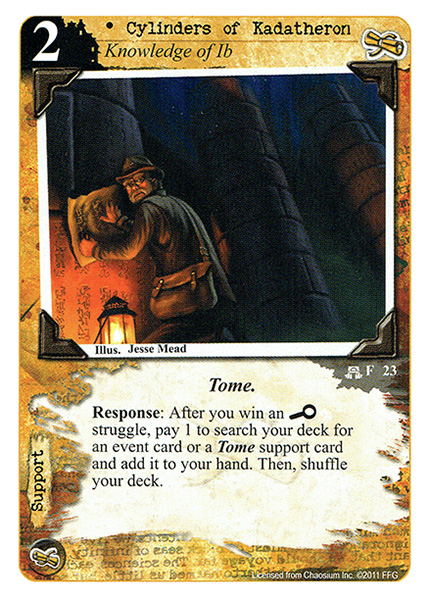 2
• Cylinders of Kadatheron
Knowledge of Ib
Illus. Jesse Mead
F 23
Tome.
Response: After you win an
struggle, pay 1 to search your deck for
an event card or a Tome support card
and add it to your hand. Then, shuffle
your deck.
Support
Licensed from Chaosium Inc. ©2011 FFG